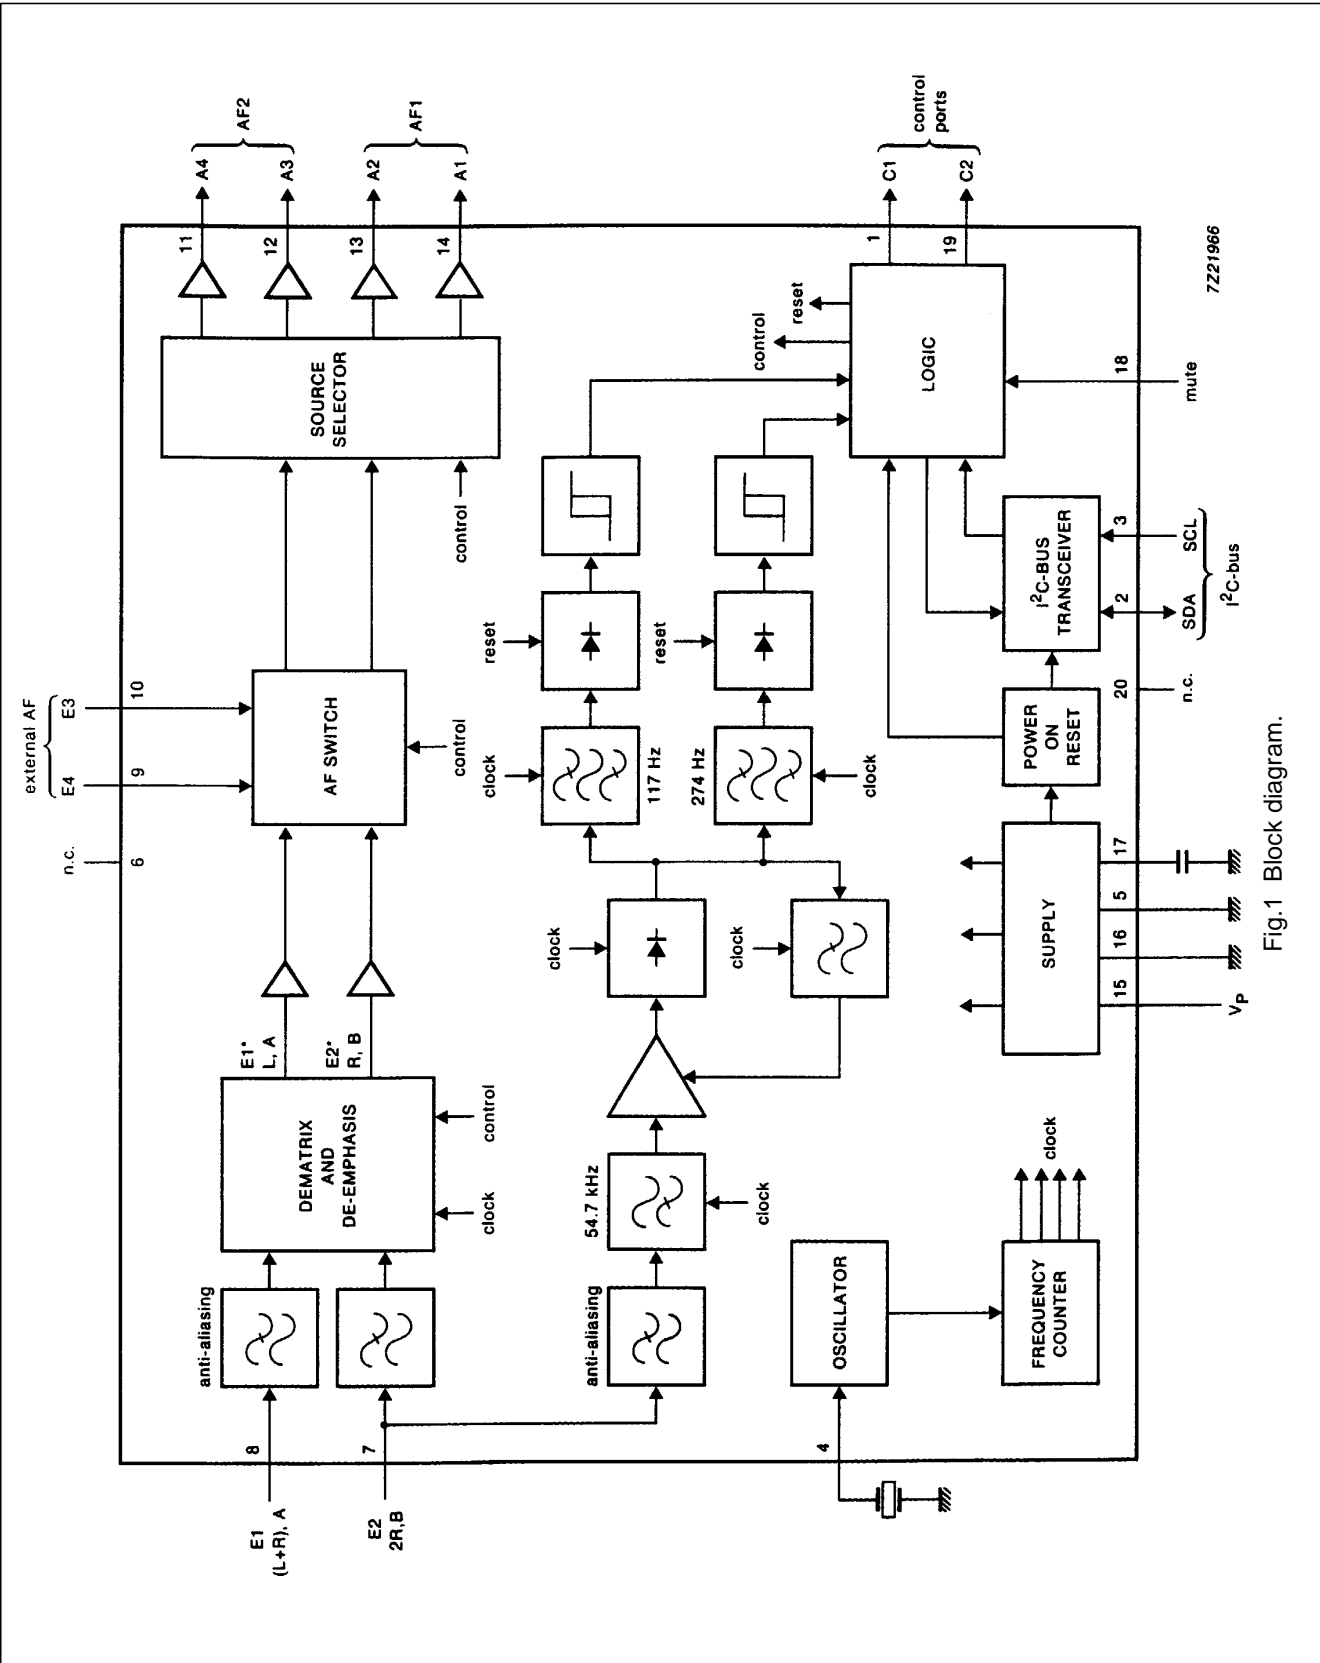 external AF
n.c.
E4
E3
6
9
10
AF2
AF1
A4
A3
A2
A1
11
12
13
14
E1
(L+R), A
8
E2
2R,B
7
anti-aliasing
DEMATRIX
AND
DE-EMPHASIS
clock
control
E1*
L, A
E2*
R, B
AF SWITCH
control
SOURCE
SELECTOR
control
anti-aliasing
54.7 kHz
clock
clock
clock
clock
117 Hz
274 Hz
clock
reset
reset
control
reset
LOGIC
1
19
C1
C2
control
ports
4
OSCILLATOR
FREQUENCY
COUNTER
clock
SUPPLY
POWER
ON
RESET
I²C-BUS
TRANSCEIVER
15
16
5
17
20
2
3
18
VP
n.c.
SDA
SCL
mute
I²C-bus
7Z21966
Fig.1 Block diagram.